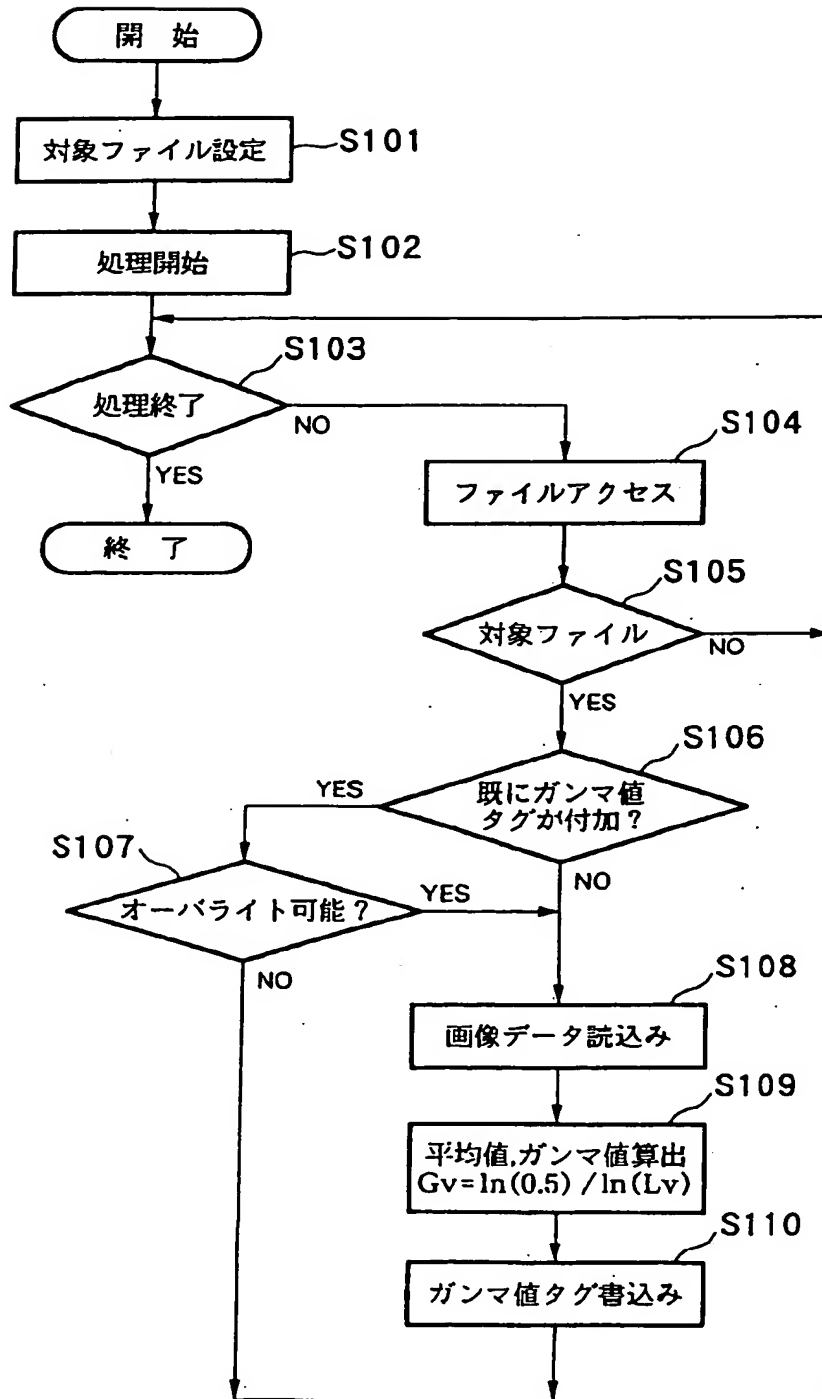 開 始
対象ファイル設定
S101
処理開始
S102
S103
処理終了
NO
YES
終 了
S104
ファイルアクセス
S105
対象ファイル
NO
YES
S106
既にガンマ値
タグが付加？
YES
NO
S107
オーバライト可能？
YES
NO
S108
画像データ読込み
S109
平均値,ガンマ値算出
Gv=ln(0.5)/ln(Lv)
S110
ガンマ値タグ書込み